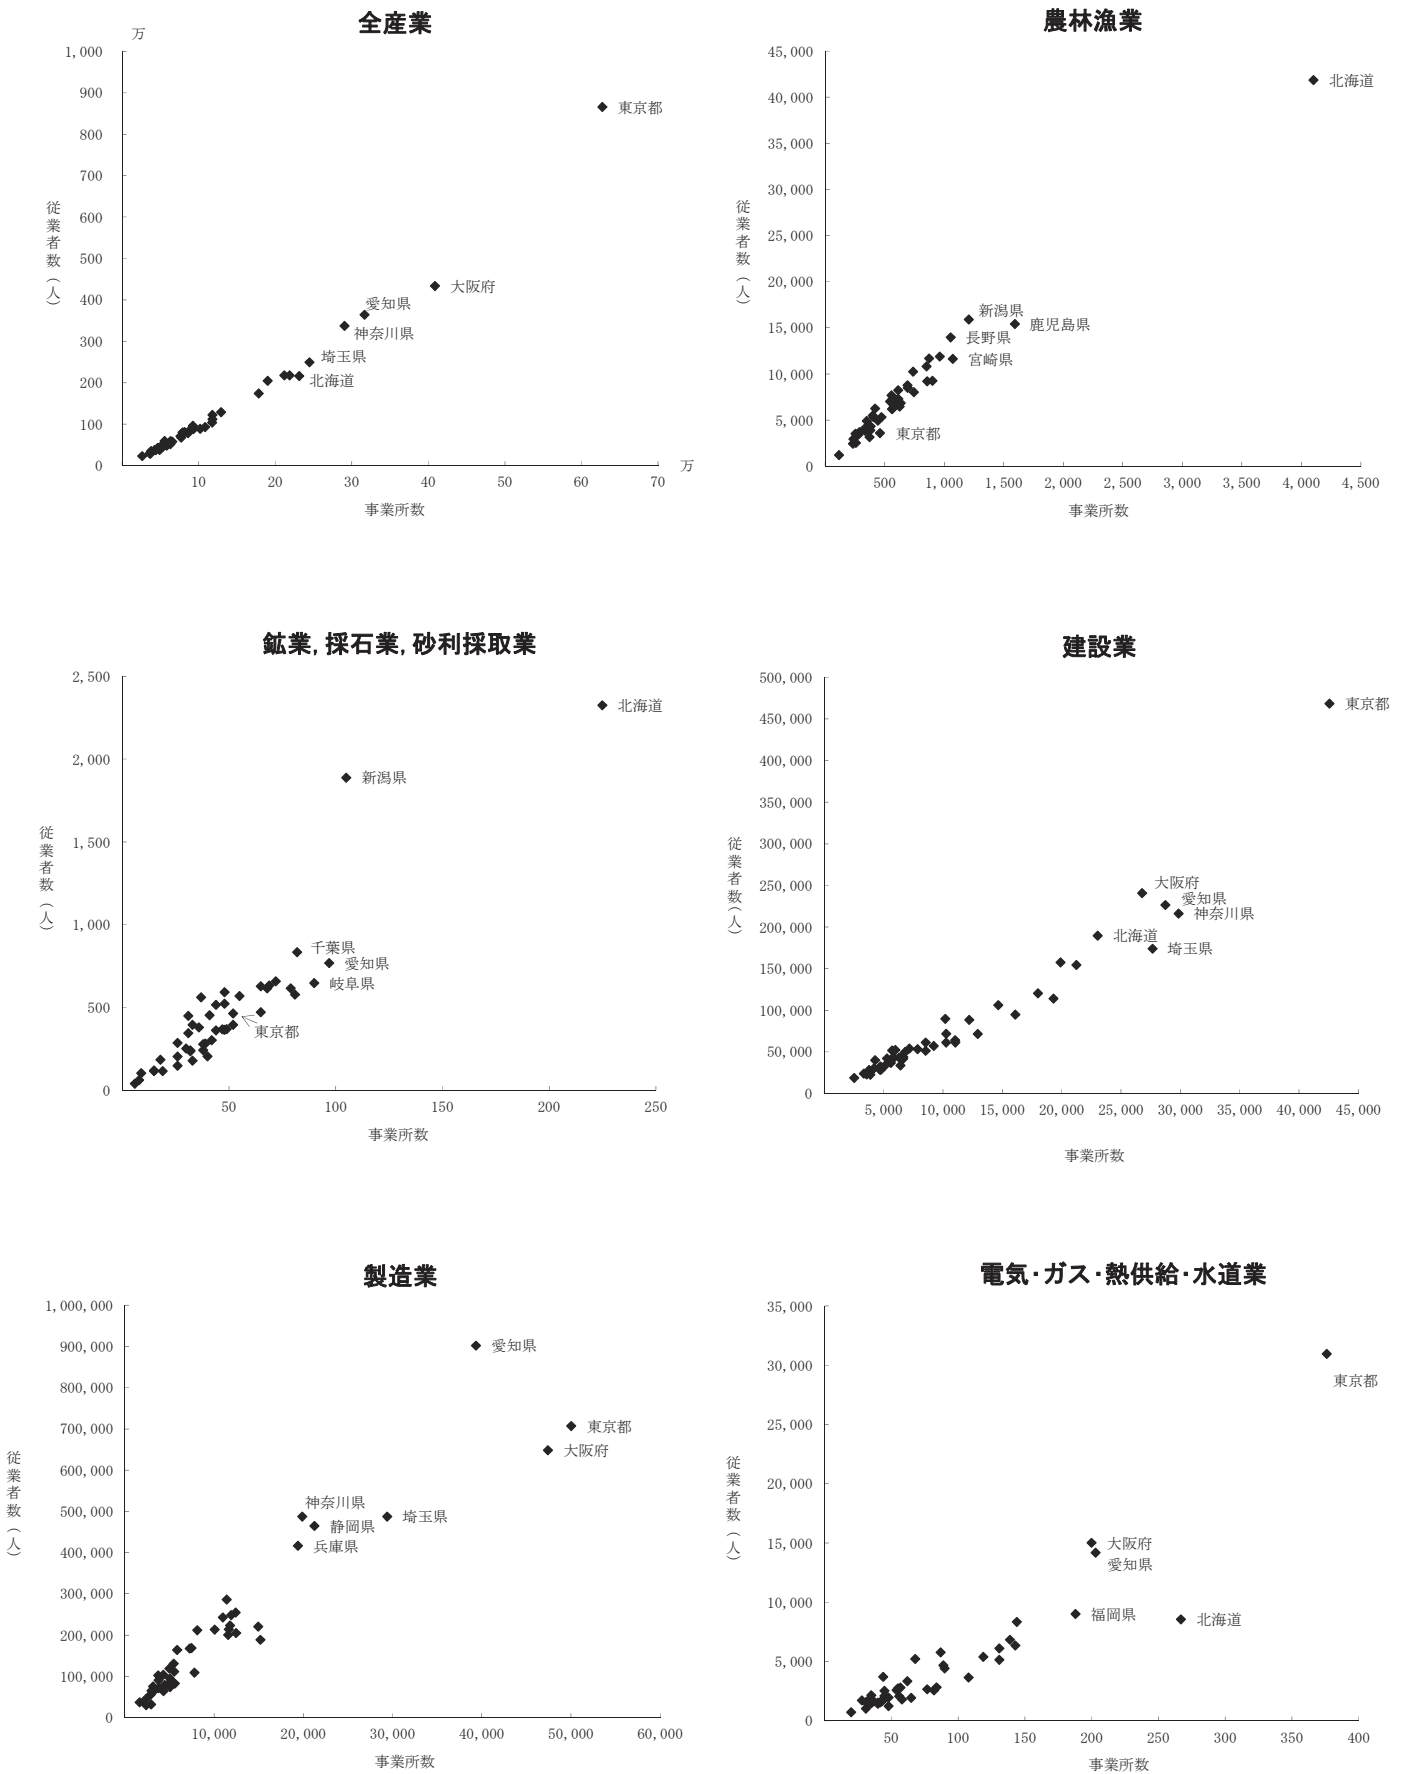 全産業
万
1,000
900
800
700
600
500
400
300
200
100
0
従業者数（人）
東京都
大阪府
愛知県
神奈川県
埼玉県
北海道
10
20
30
40
50
60
70
万
事業所数
農林漁業
45,000
40,000
35,000
30,000
25,000
20,000
15,000
10,000
5,000
0
従業者数（人）
北海道
新潟県
鹿児島県
長野県
宮崎県
東京都
500
1,000
1,500
2,000
2,500
3,000
3,500
4,000
4,500
事業所数
鉱業,採石業,砂利採取業
2,500
2,000
1,500
1,000
500
0
従業者数（人）
北海道
新潟県
千葉県
愛知県
岐阜県
東京都
50
100
150
200
250
事業所数
建設業
500,000
450,000
400,000
350,000
300,000
250,000
200,000
150,000
100,000
50,000
0
従業者数（人）
東京都
大阪府
愛知県
神奈川県
北海道
埼玉県
5,000
10,000
15,000
20,000
25,000
30,000
35,000
40,000
45,000
事業所数
製造業
1,000,000
900,000
800,000
700,000
600,000
500,000
400,000
300,000
200,000
100,000
0
従業者数（人）
愛知県
東京都
大阪府
神奈川県
埼玉県
静岡県
兵庫県
10,000
20,000
30,000
40,000
50,000
60,000
事業所数
電気・ガス・熱供給・水道業
35,000
30,000
25,000
20,000
15,000
10,000
5,000
0
従業者数（人）
東京都
大阪府
愛知県
福岡県
北海道
50
100
150
200
250
300
350
400
事業所数